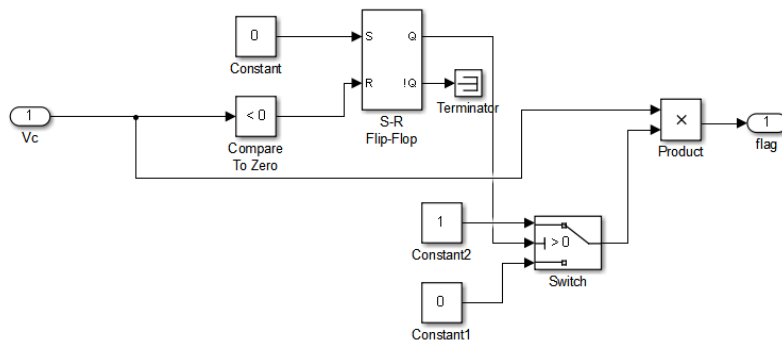 0
Constant
S
Q
R
!Q
S-R
Flip-Flop
Terminator
1
Vc
< 0
Compare
To Zero
×
Product
1
flag
1
Constant2
> 0
Switch
0
Constant1